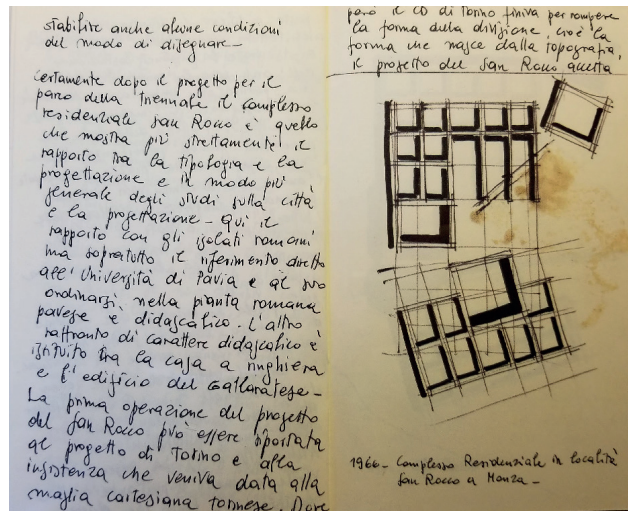 stabilire anche alcune condizioni
del modo di disegnare –
Certamente dopo il progetto per il
parco della Triennale il complesso
residenziale San Rocco è quello
che mostra più strettamente il
rapporto tra la tipologia e la
progettazione e in modo più
generale degli studi sulla città
e la progettazione – Qui il
rapporto con gli isolati romani
ma sopratutto il riferimento diretto
all'Università di Pavia e al suo
ordinarsi, nella pianta romana
pavese è didascalico. L'altro
raffronto di carattere didascalico è
istituito tra la casa a ringhiera
e l'edificio del Gallaratese –
La prima operazione del progetto
del San Rocco può essere riportata
al progetto di Torino e alla
insistenza che veniva data alla
maglia cartesiana torinese. Dove
però il CD di Torino finiva per rompere
la forma della divisione, cioè la
forma che nasce dalla topografia,
il progetto del San Rocco accetta
1966 – Complesso Residenziale in località
San Rocco a Monza –